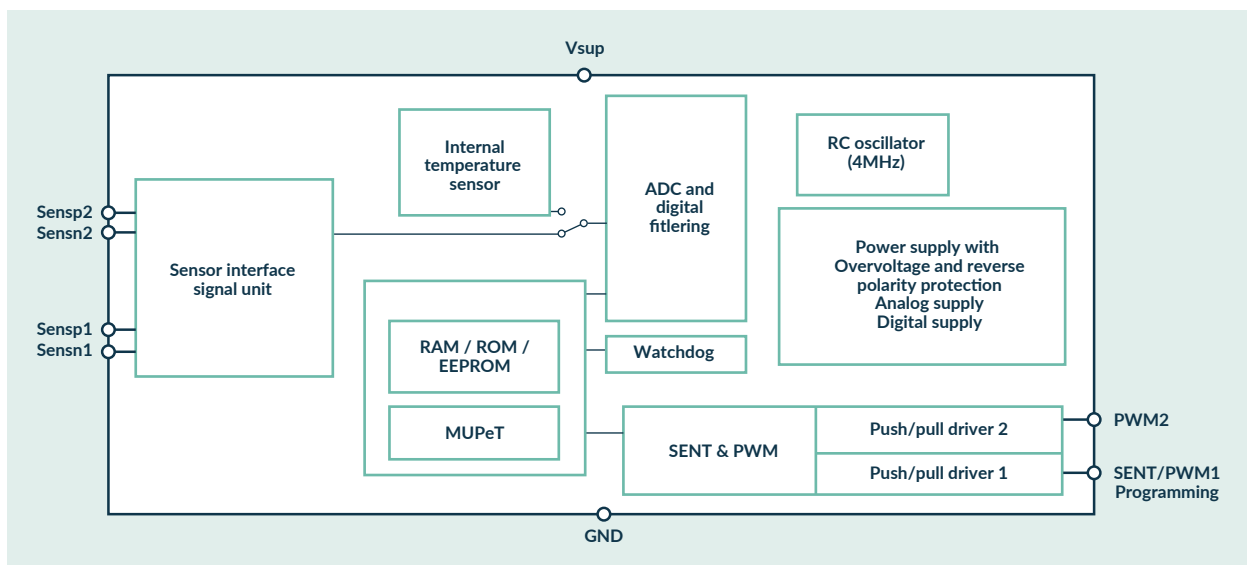 Vsup
Internal
temperature
sensor
ADC and
digital
fitlering
RC oscillator
(4MHz)
Sensp2
Sensn2
Sensor interface
signal unit
Sensp1
Sensn1
Power supply with
Overvoltage and reverse
polarity protection
Analog supply
Digital supply
RAM / ROM /
EEPROM
Watchdog
MUPeT
SENT & PWM
Push/pull driver 2
Push/pull driver 1
PWM2
SENT/PWM1
Programming
GND